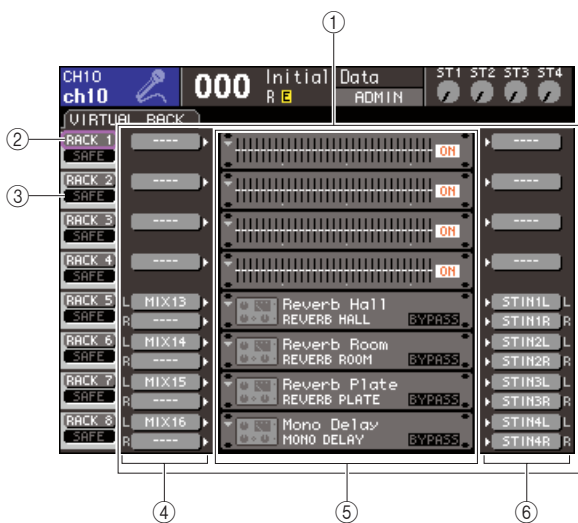 ①
CH10
ch10
000
Initial Data
R E
ADMIN
ST1 ST2 ST3 ST4
VIRTUAL RACK
②
RACK 1
SAFE
----
ON
----
③
RACK 2
SAFE
----
ON
----
RACK 3
SAFE
----
ON
----
RACK 4
SAFE
----
ON
----
RACK 5
SAFE
L MIX13
R ----
Reverb Hall
REVERB HALL
BYPASS
STIN1L L
STIN1R R
RACK 6
SAFE
L MIX14
R ----
Reverb Room
REVERB ROOM
BYPASS
STIN2L L
STIN2R R
RACK 7
SAFE
L MIX15
R ----
Reverb Plate
REVERB PLATE
BYPASS
STIN3L L
STIN3R R
RACK 8
SAFE
L MIX16
R ----
Mono Delay
MONO DELAY
BYPASS
STIN4L L
STIN4R R
④
⑤
⑥